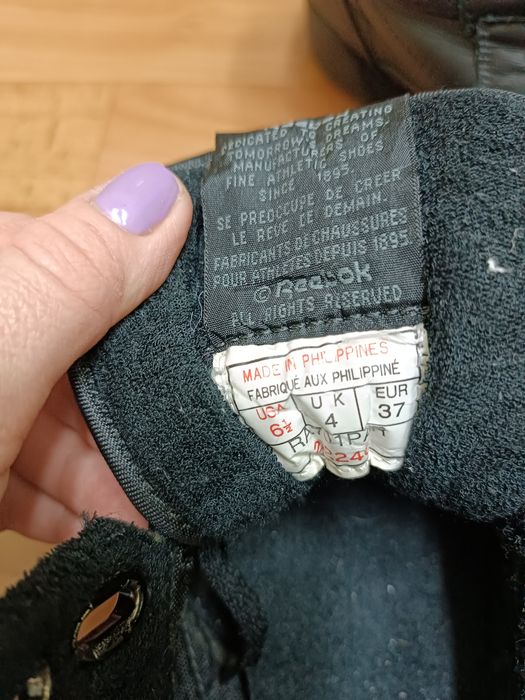 DEDICATED TO CREATING
TOMORROW'S DREAMS.
MANUFACTURERS OF
FINE ATHLETIC SHOES
SINCE 1895.
SE PREOCCUPE DE CREER
LE REVE DE DEMAIN.
FABRICANTS DE CHAUSSURES
POUR ATHLETES DEPUIS 1895.
© Reebok
ALL RIGHTS RESERVED
MADE IN PHILIPPINES
FABRIQUÉ AUX PHILIPPINE
USA UK EUR
6½ 4 37